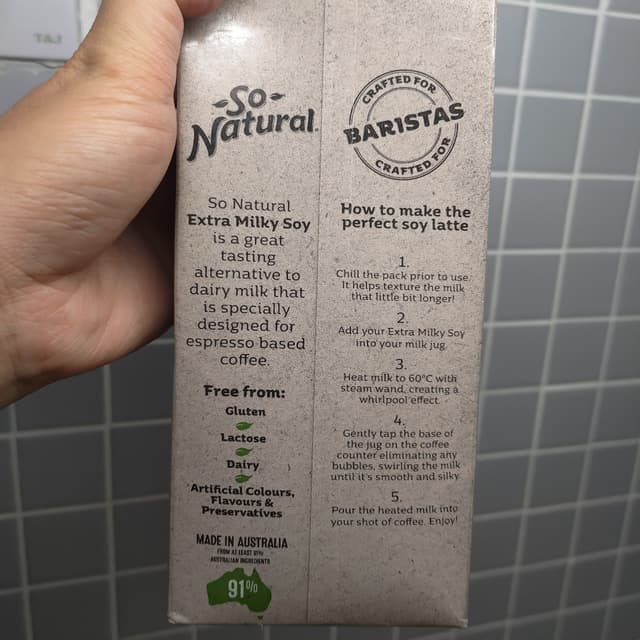 So
Natural.
So Natural
Extra Milky Soy
is a great
tasting
alternative to
dairy milk that
is specially
designed for
espresso based
coffee.
Free from:
Gluten
Lactose
Dairy
Artificial Colours,
Flavours &
Preservatives
MADE IN AUSTRALIA
FROM AT LEAST 91%
AUSTRALIAN INGREDIENTS
91%
CRAFTED FOR
BARISTAS
CRAFTED FOR
How to make the
perfect soy latte
1.
Chill the pack prior to use.
It helps texture the milk
that little bit longer!
2.
Add your Extra Milky Soy
into your milk jug.
3.
Heat milk to 60°C with
steam wand, creating a
whirlpool effect.
4.
Gently tap the base of
the jug on the coffee
counter eliminating any
bubbles, swirling the milk
until it's smooth and silky.
5.
Pour the heated milk into
your shot of coffee. Enjoy!